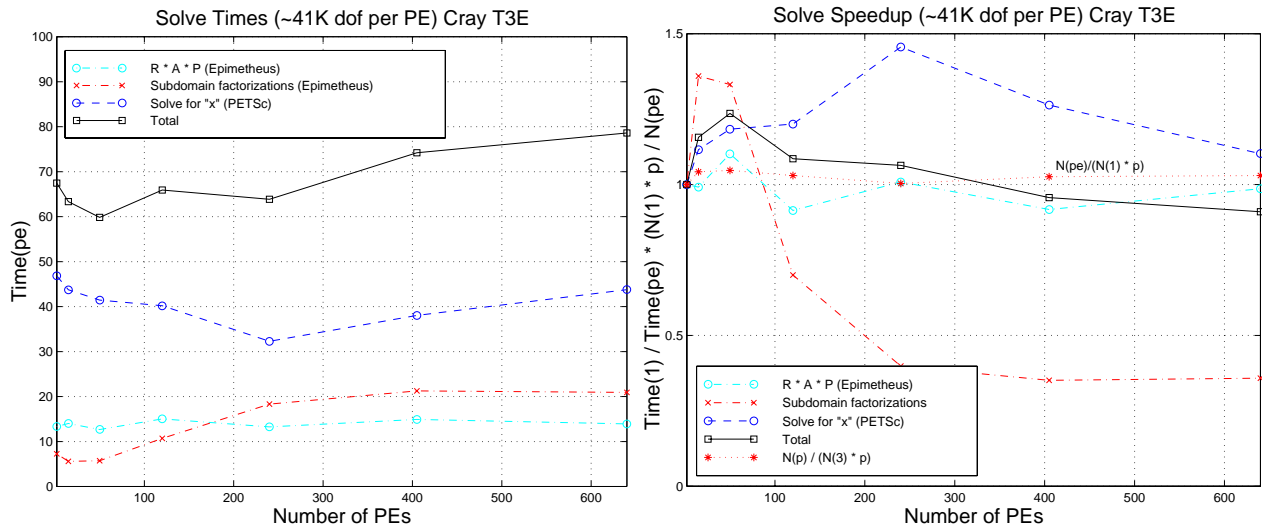 Solve Times (~41K dof per PE) Cray T3E
100
90
80
70
60
50
40
30
20
10
0
Time(pe)
R * A * P (Epimetheus)
Subdomain factorizations (Epimetheus)
Solve for "x" (PETSc)
Total
100
200
300
400
500
600
Number of PEs
Solve Speedup (~41K dof per PE) Cray T3E
1.5
1
0.5
0
Time(1) / Time(pe) * (N(1) * p) / N(pe)
N(pe)/(N(1) * p)
R * A * P (Epimetheus)
Subdomain factorizations
Solve for "x" (PETSc)
Total
N(p) / (N(3) * p)
100
200
300
400
500
600
Number of PEs